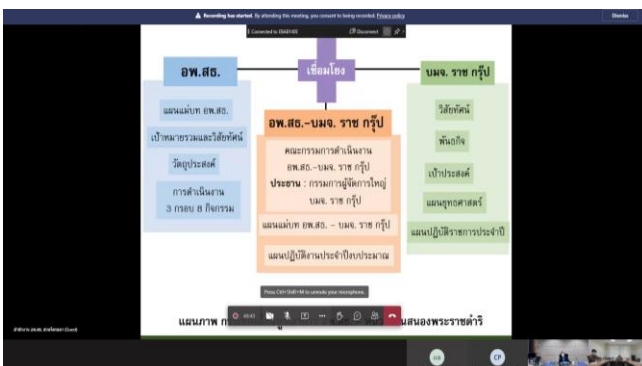 Recording has started. By attending this meeting, you consent to being recorded. Privacy policy
Dismiss
Disconnect
อพ.สธ.
เชื่อมโยง
บมจ. ราช กรุ๊ป
แผนแม่บท อพ.สธ.
เป้าหมายรวมและวิสัยทัศน์
วัตถุประสงค์
การดำเนินงาน
3 กรอบ 8 กิจกรรม
อพ.สธ.-บมจ. ราช กรุ๊ป
คณะกรรมการดำเนินงาน
อพ.สธ.-บมจ. ราช กรุ๊ป
ประธาน : กรรมการผู้จัดการใหญ่
บมจ. ราช กรุ๊ป
แผนแม่บท อพ.สธ. - บมจ. ราช กรุ๊ป
แผนปฏิบัติงานประจำปีงบประมาณ
วิสัยทัศน์
พันธกิจ
เป้าประสงค์
แผนยุทธศาสตร์
แผนปฏิบัติราชการประจำปี
Press Ctrl+Shift+M to unmute your microphone.
แผนภาพ
นสนองพระราชดำริ
CP